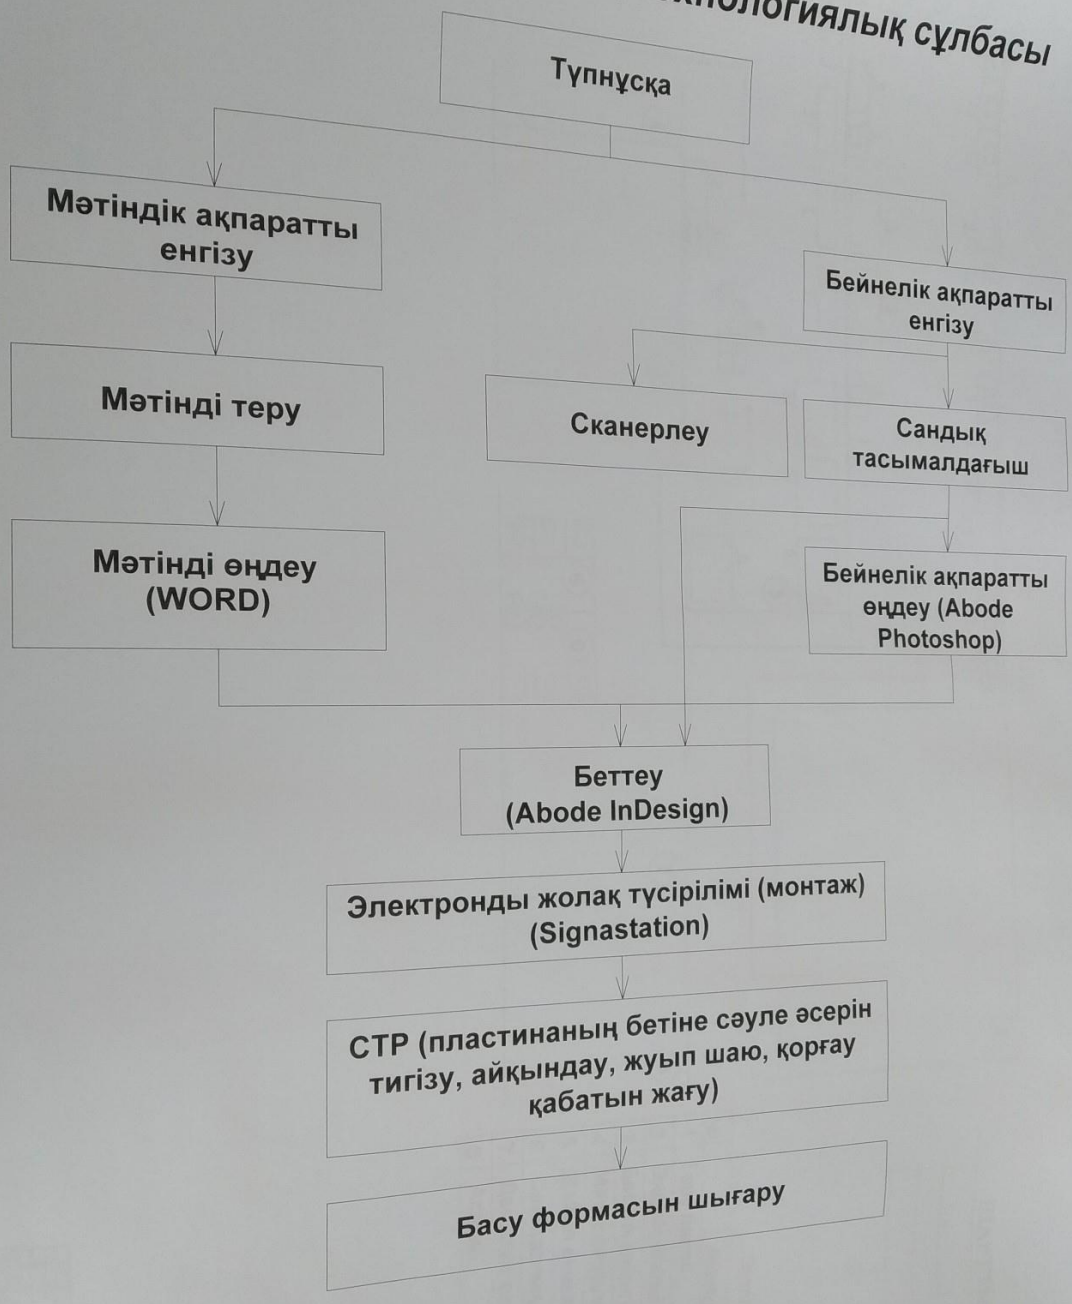 сұлбасы
Түпнұсқа
Мәтіндік ақпаратты
енгізу
Бейнелік ақпаратты
енгізу
Мәтінді теру
Сканерлеу
Сандық
тасымалдағыш
Мәтінді өңдеу
(WORD)
Бейнелік ақпаратты
өңдеу (Abode
Photoshop)
Беттеу
(Abode InDesign)
Электронды жолақ түсірілімі (монтаж)
(Signastation)
СТР (пластинаның бетіне сәуле әсерін
тигізу, айқындау, жуып шаю, қорғау
қабатын жағу)
Басу формасын шығару